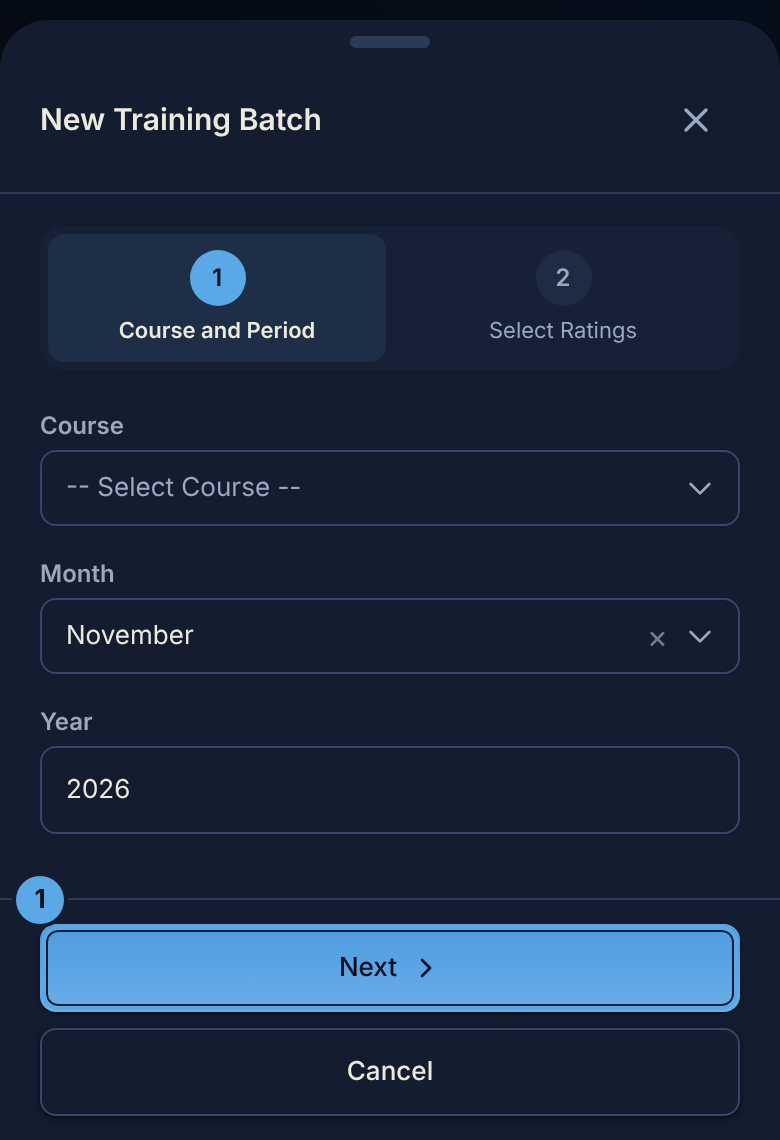 New Training Batch
1
Course and Period
2
Select Ratings
Course
-- Select Course --
Month
November
Year
2026
1
Next
Cancel